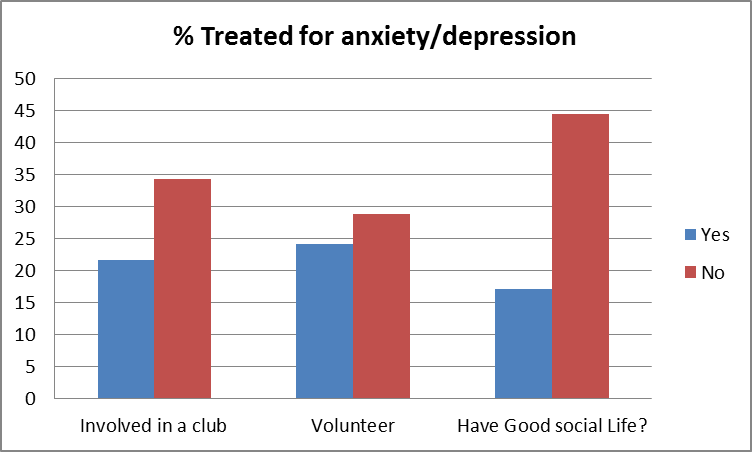 % Treated for anxiety/depression
50
45
40
35
30
25
20
15
10
5
0
Involved in a club
Volunteer
Have Good social Life?
Yes
No